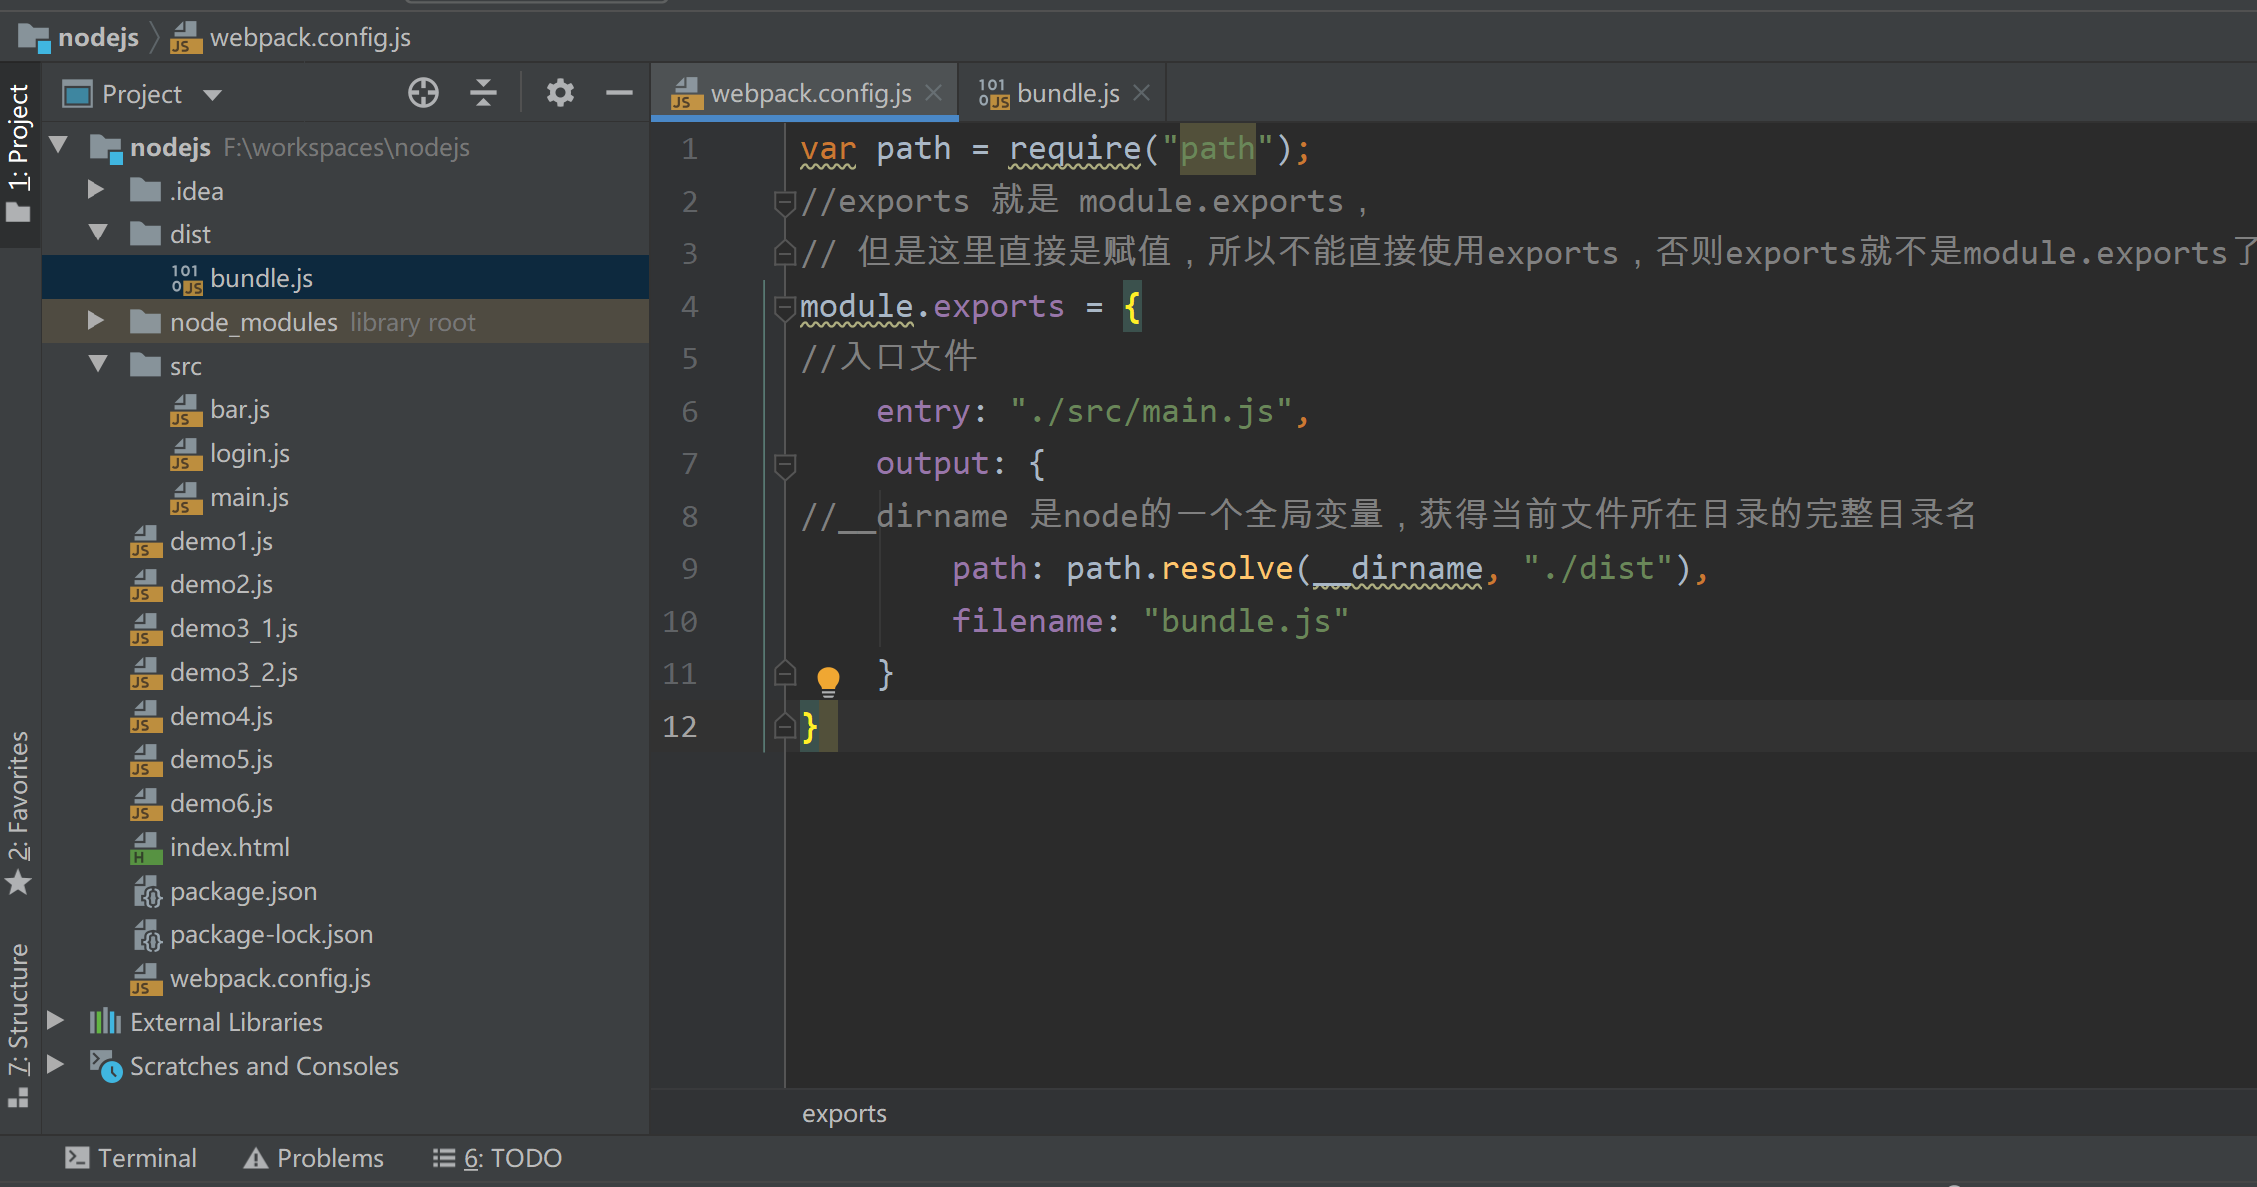 nodejs webpack.config.js
1: Project
Project
nodejs F:\workspaces\nodejs
.idea
dist
bundle.js
node_modules library root
src
bar.js
login.js
main.js
demo1.js
demo2.js
demo3_1.js
demo3_2.js
demo4.js
demo5.js
demo6.js
index.html
package.json
package-lock.json
webpack.config.js
External Libraries
Scratches and Consoles
2: Favorites
7: Structure
webpack.config.js bundle.js
1 var path = require("path");
2 //exports 就是 module.exports，
3 // 但是这里直接是赋值，所以不能直接使用exports，否则exports就不是module.exports了
4 module.exports = {
5 //入口文件
6 entry: "./src/main.js",
7 output: {
8 //__dirname 是node的一个全局变量，获得当前文件所在目录的完整目录名
9 path: path.resolve(__dirname, "./dist"),
10 filename: "bundle.js"
11 }
12 }
exports
Terminal Problems 6: TODO